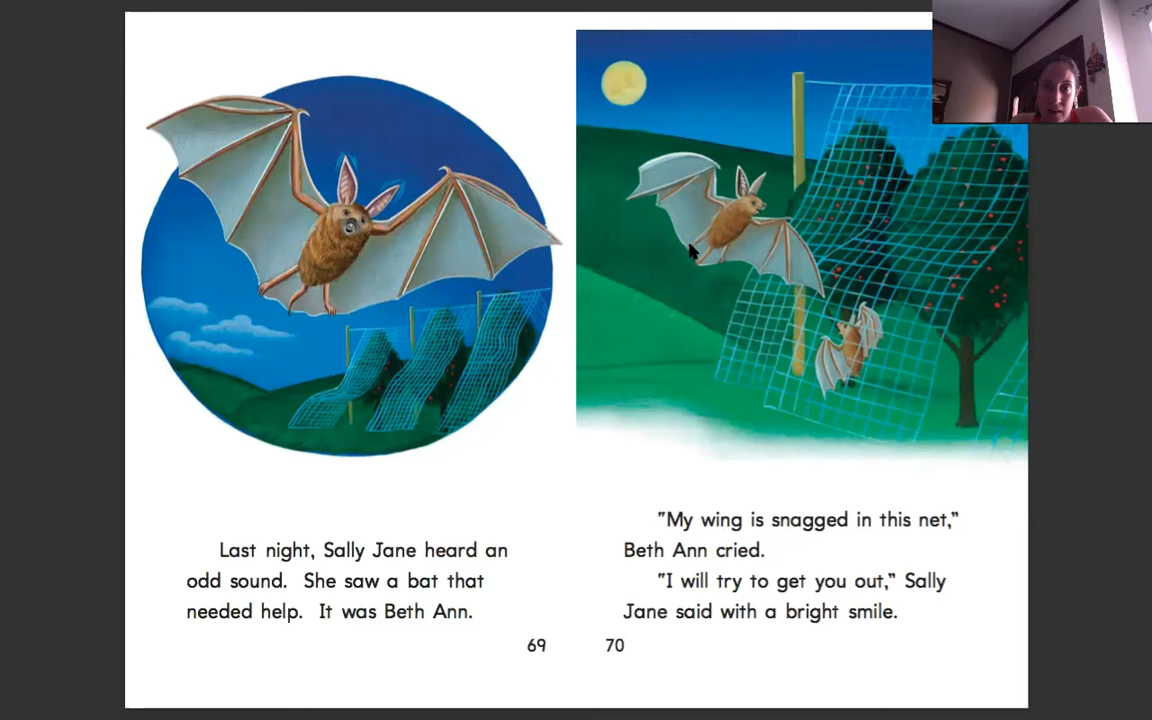 Last night, Sally Jane heard an
odd sound. She saw a bat that
needed help. It was Beth Ann.
69
"My wing is snagged in this net,"
Beth Ann cried.
"I will try to get you out," Sally
Jane said with a bright smile.
70